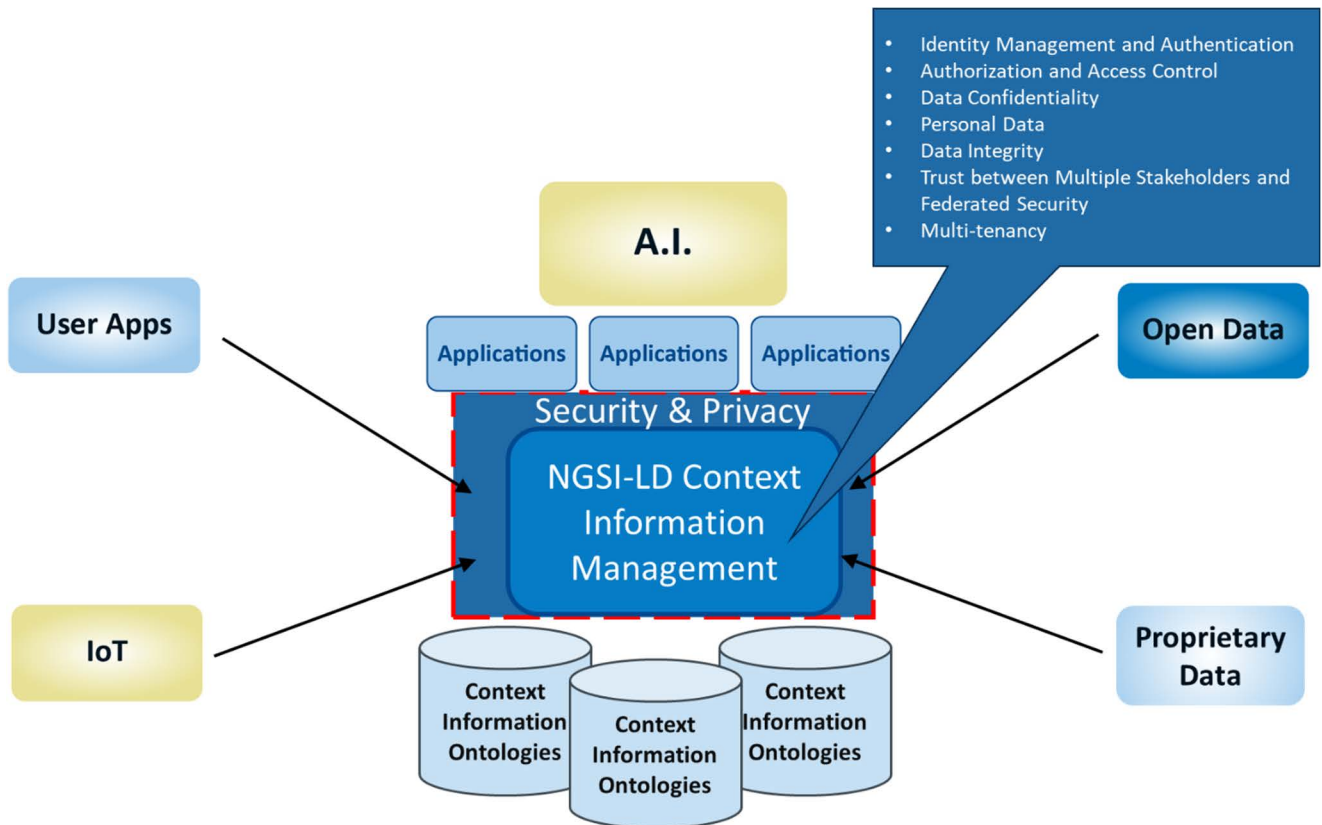 • Identity Management and Authentication
• Authorization and Access Control
• Data Confidentiality
• Personal Data
• Data Integrity
• Trust between Multiple Stakeholders and
Federated Security
• Multi-tenancy
A.I.
User Apps
Open Data
Applications
Applications
Applications
Security & Privacy
NGSI-LD Context
Information
Management
IoT
Proprietary
Data
Context
Information
Ontologies
Context
Information
Ontologies
Context
Information
Ontologies